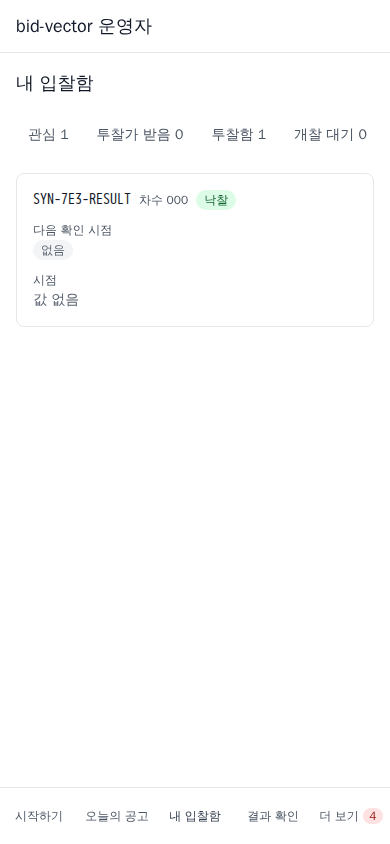 bid-vector 운영자
내 입찰함
관심 1 투찰가 받음 0 투찰함 1 개찰 대기 0
SYN-7E3-RESULT 차수 000 낙찰
다음 확인 시점
없음
시점
값 없음
시작하기 오늘의 공고 내 입찰함 결과 확인 더 보기 4